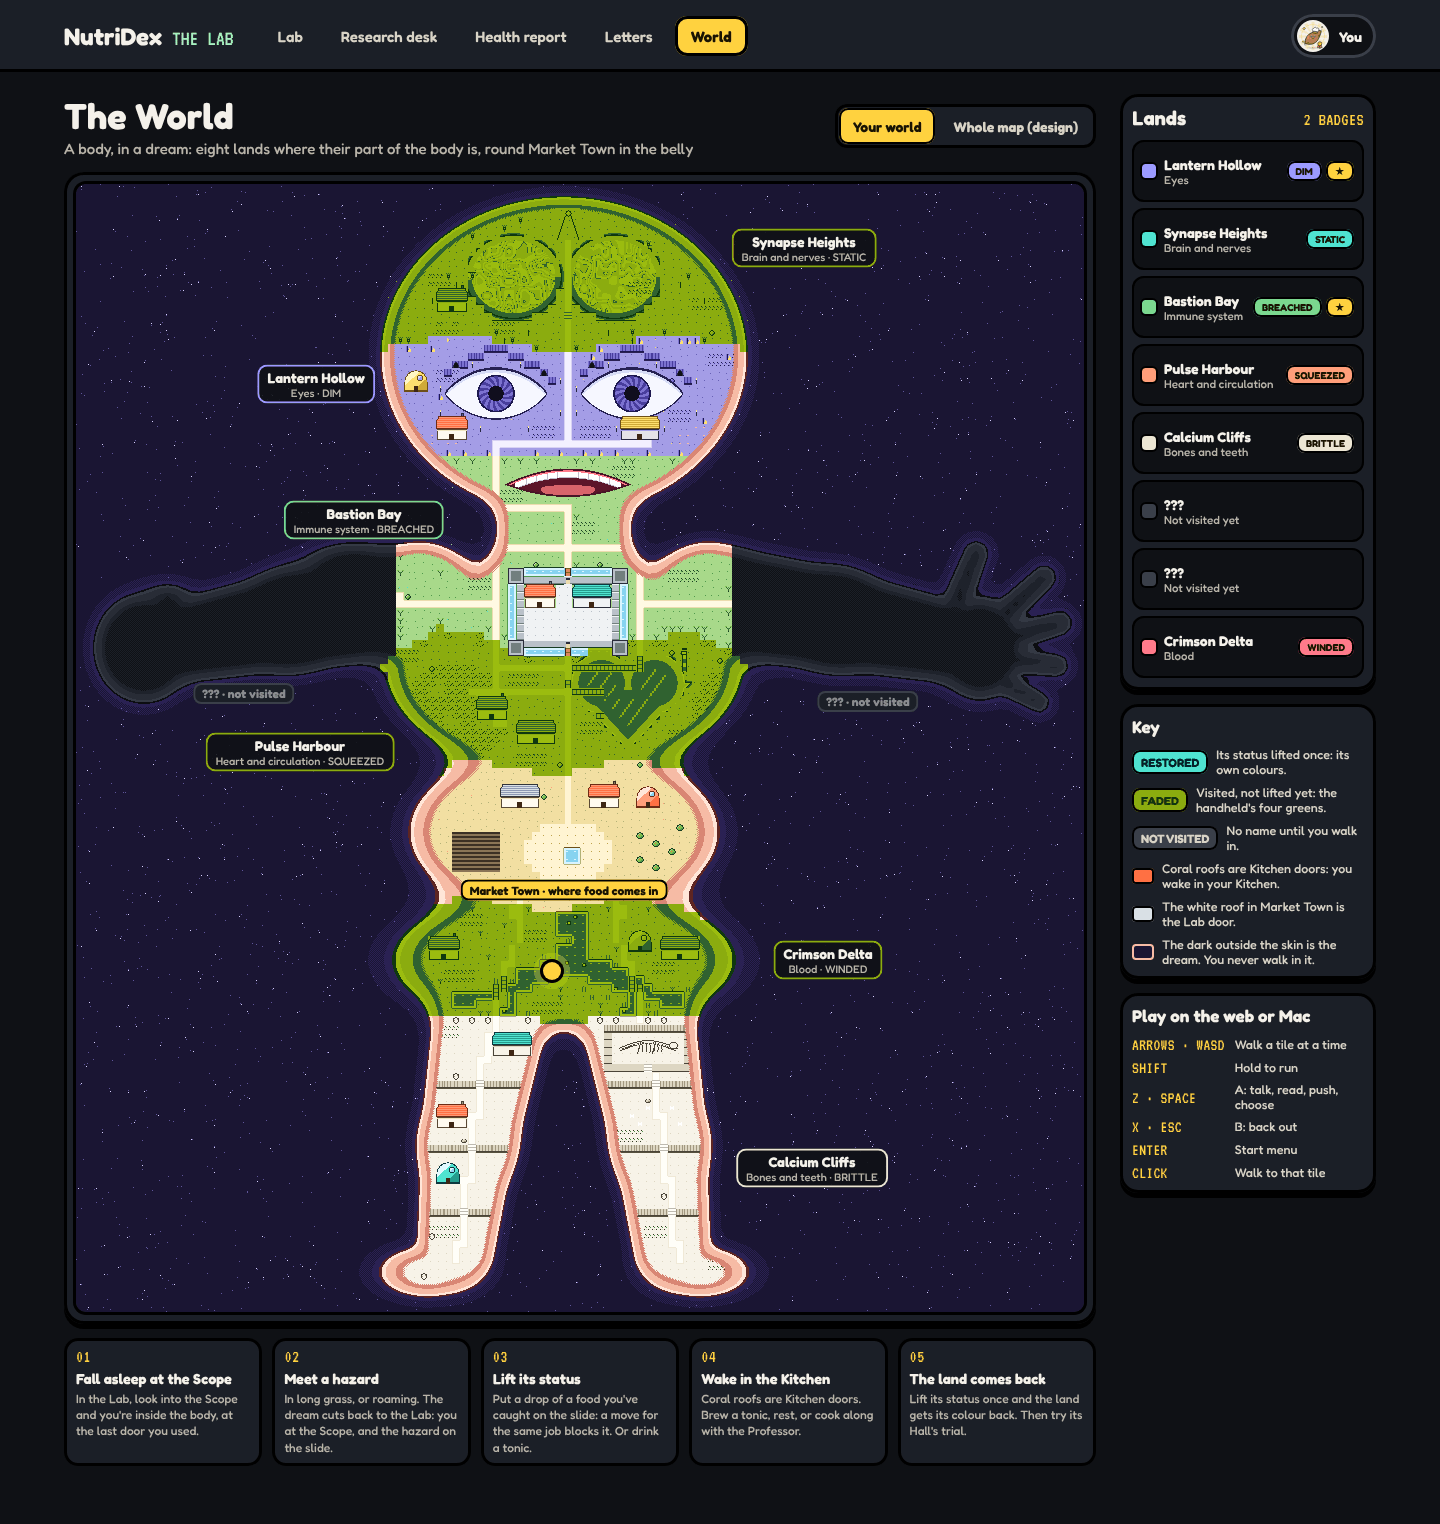 NutriDex THE LAB
Lab
Research desk
Health report
Letters
World
You
The World
A body, in a dream: eight lands where their part of the body is, round Market Town in the belly
Your world
Whole map (design)
Synapse Heights
Brain and nerves · STATIC
Lantern Hollow
Eyes · DIM
Bastion Bay
Immune system · BREACHED
??? · not visited
??? · not visited
Pulse Harbour
Heart and circulation · SQUEEZED
Market Town · where food comes in
Crimson Delta
Blood · WINDED
Calcium Cliffs
Bones and teeth · BRITTLE
01
Fall asleep at the Scope
In the Lab, look into the Scope
and you're inside the body, at
the last door you used.
02
Meet a hazard
In long grass, or roaming. The
dream cuts back to the Lab: you
at the Scope, and the hazard on
the slide.
03
Lift its status
Put a drop of a food you've
caught on the slide: a move for
the same job blocks it. Or drink
a tonic.
04
Wake in the Kitchen
Coral roofs are Kitchen doors.
Brew a tonic, rest, or cook along
with the Professor.
05
The land comes back
Lift its status once and the land
gets its colour back. Then try its
Hall's trial.
Lands
2 BADGES
Lantern Hollow
Eyes
DIM
★
Synapse Heights
Brain and nerves
STATIC
Bastion Bay
Immune system
BREACHED
★
Pulse Harbour
Heart and circulation
SQUEEZED
Calcium Cliffs
Bones and teeth
BRITTLE
???
Not visited yet
???
Not visited yet
Crimson Delta
Blood
WINDED
Key
RESTORED
Its status lifted once: its
own colours.
FADED
Visited, not lifted yet: the
handheld's four greens.
NOT VISITED
No name until you walk
in.
Coral roofs are Kitchen doors: you
wake in your Kitchen.
The white roof in Market Town is
the Lab door.
The dark outside the skin is the
dream. You never walk in it.
Play on the web or Mac
ARROWS · WASD Walk a tile at a time
SHIFT Hold to run
Z · SPACE A: talk, read, push,
choose
X · ESC B: back out
ENTER Start menu
CLICK Walk to that tile